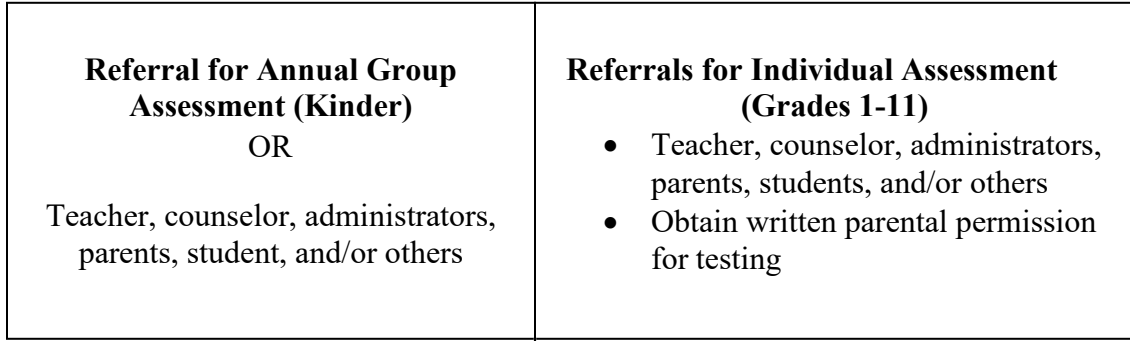 Referral for Annual Group
Assessment (Kinder)
OR
Teacher, counselor, administrators,
parents, student, and/or others
Referrals for Individual Assessment
(Grades 1-11)
• Teacher, counselor, administrators,
parents, students, and/or others
• Obtain written parental permission
for testing